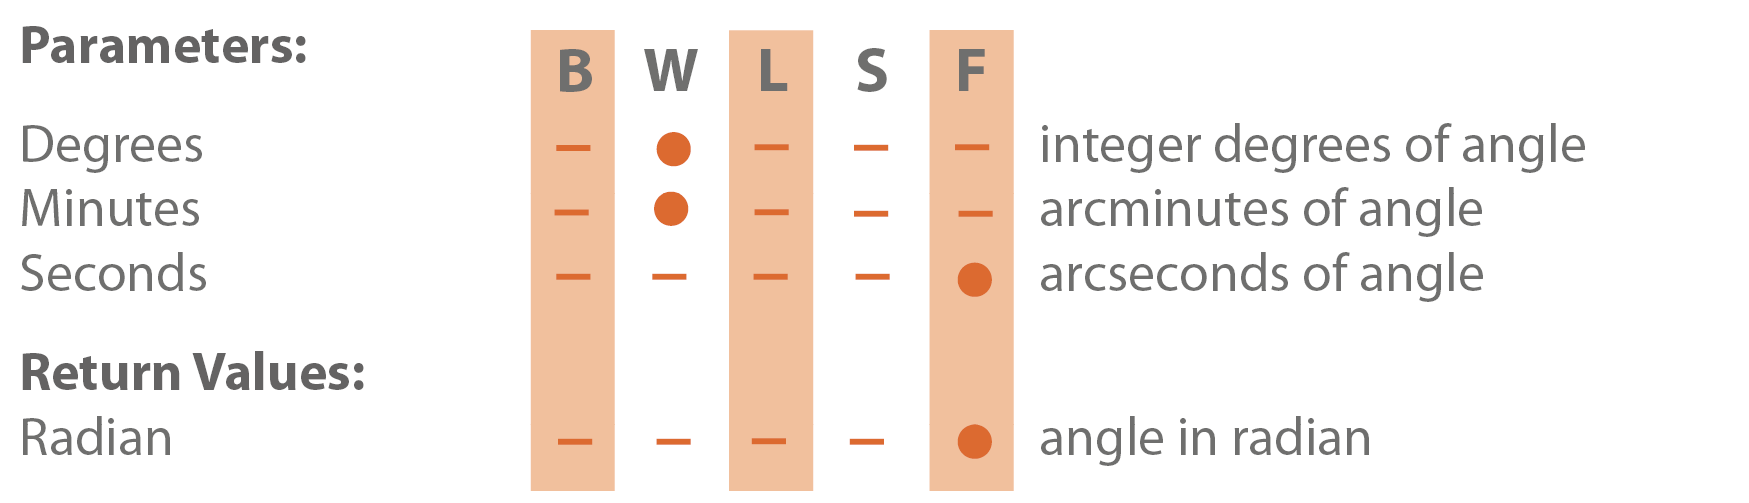 Parameters: B W L S F
Degrees – ● – – – integer degrees of angle
Minutes – ● – – – arcminutes of angle
Seconds – – – – ● arcseconds of angle
Return Values:
Radian – – – – ● angle in radian